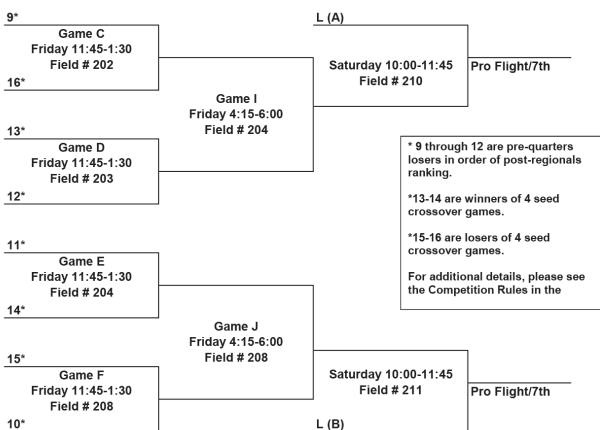 9*
Game C
Friday 11:45-1:30
Field # 202
16*
13*
Game D
Friday 11:45-1:30
Field # 203
12*
Game I
Friday 4:15-6:00
Field # 204
L (A)
Saturday 10:00-11:45
Field # 210
Pro Flight/7th
* 9 through 12 are pre-quarters
losers in order of post-regionals
ranking.
*13-14 are winners of 4 seed
crossover games.
*15-16 are losers of 4 seed
crossover games.
For additional details, please see
the Competition Rules in the
11*
Game E
Friday 11:45-1:30
Field # 204
14*
15*
Game F
Friday 11:45-1:30
Field # 208
10*
Game J
Friday 4:15-6:00
Field # 208
Saturday 10:00-11:45
Field # 211
L (B)
Pro Flight/7th